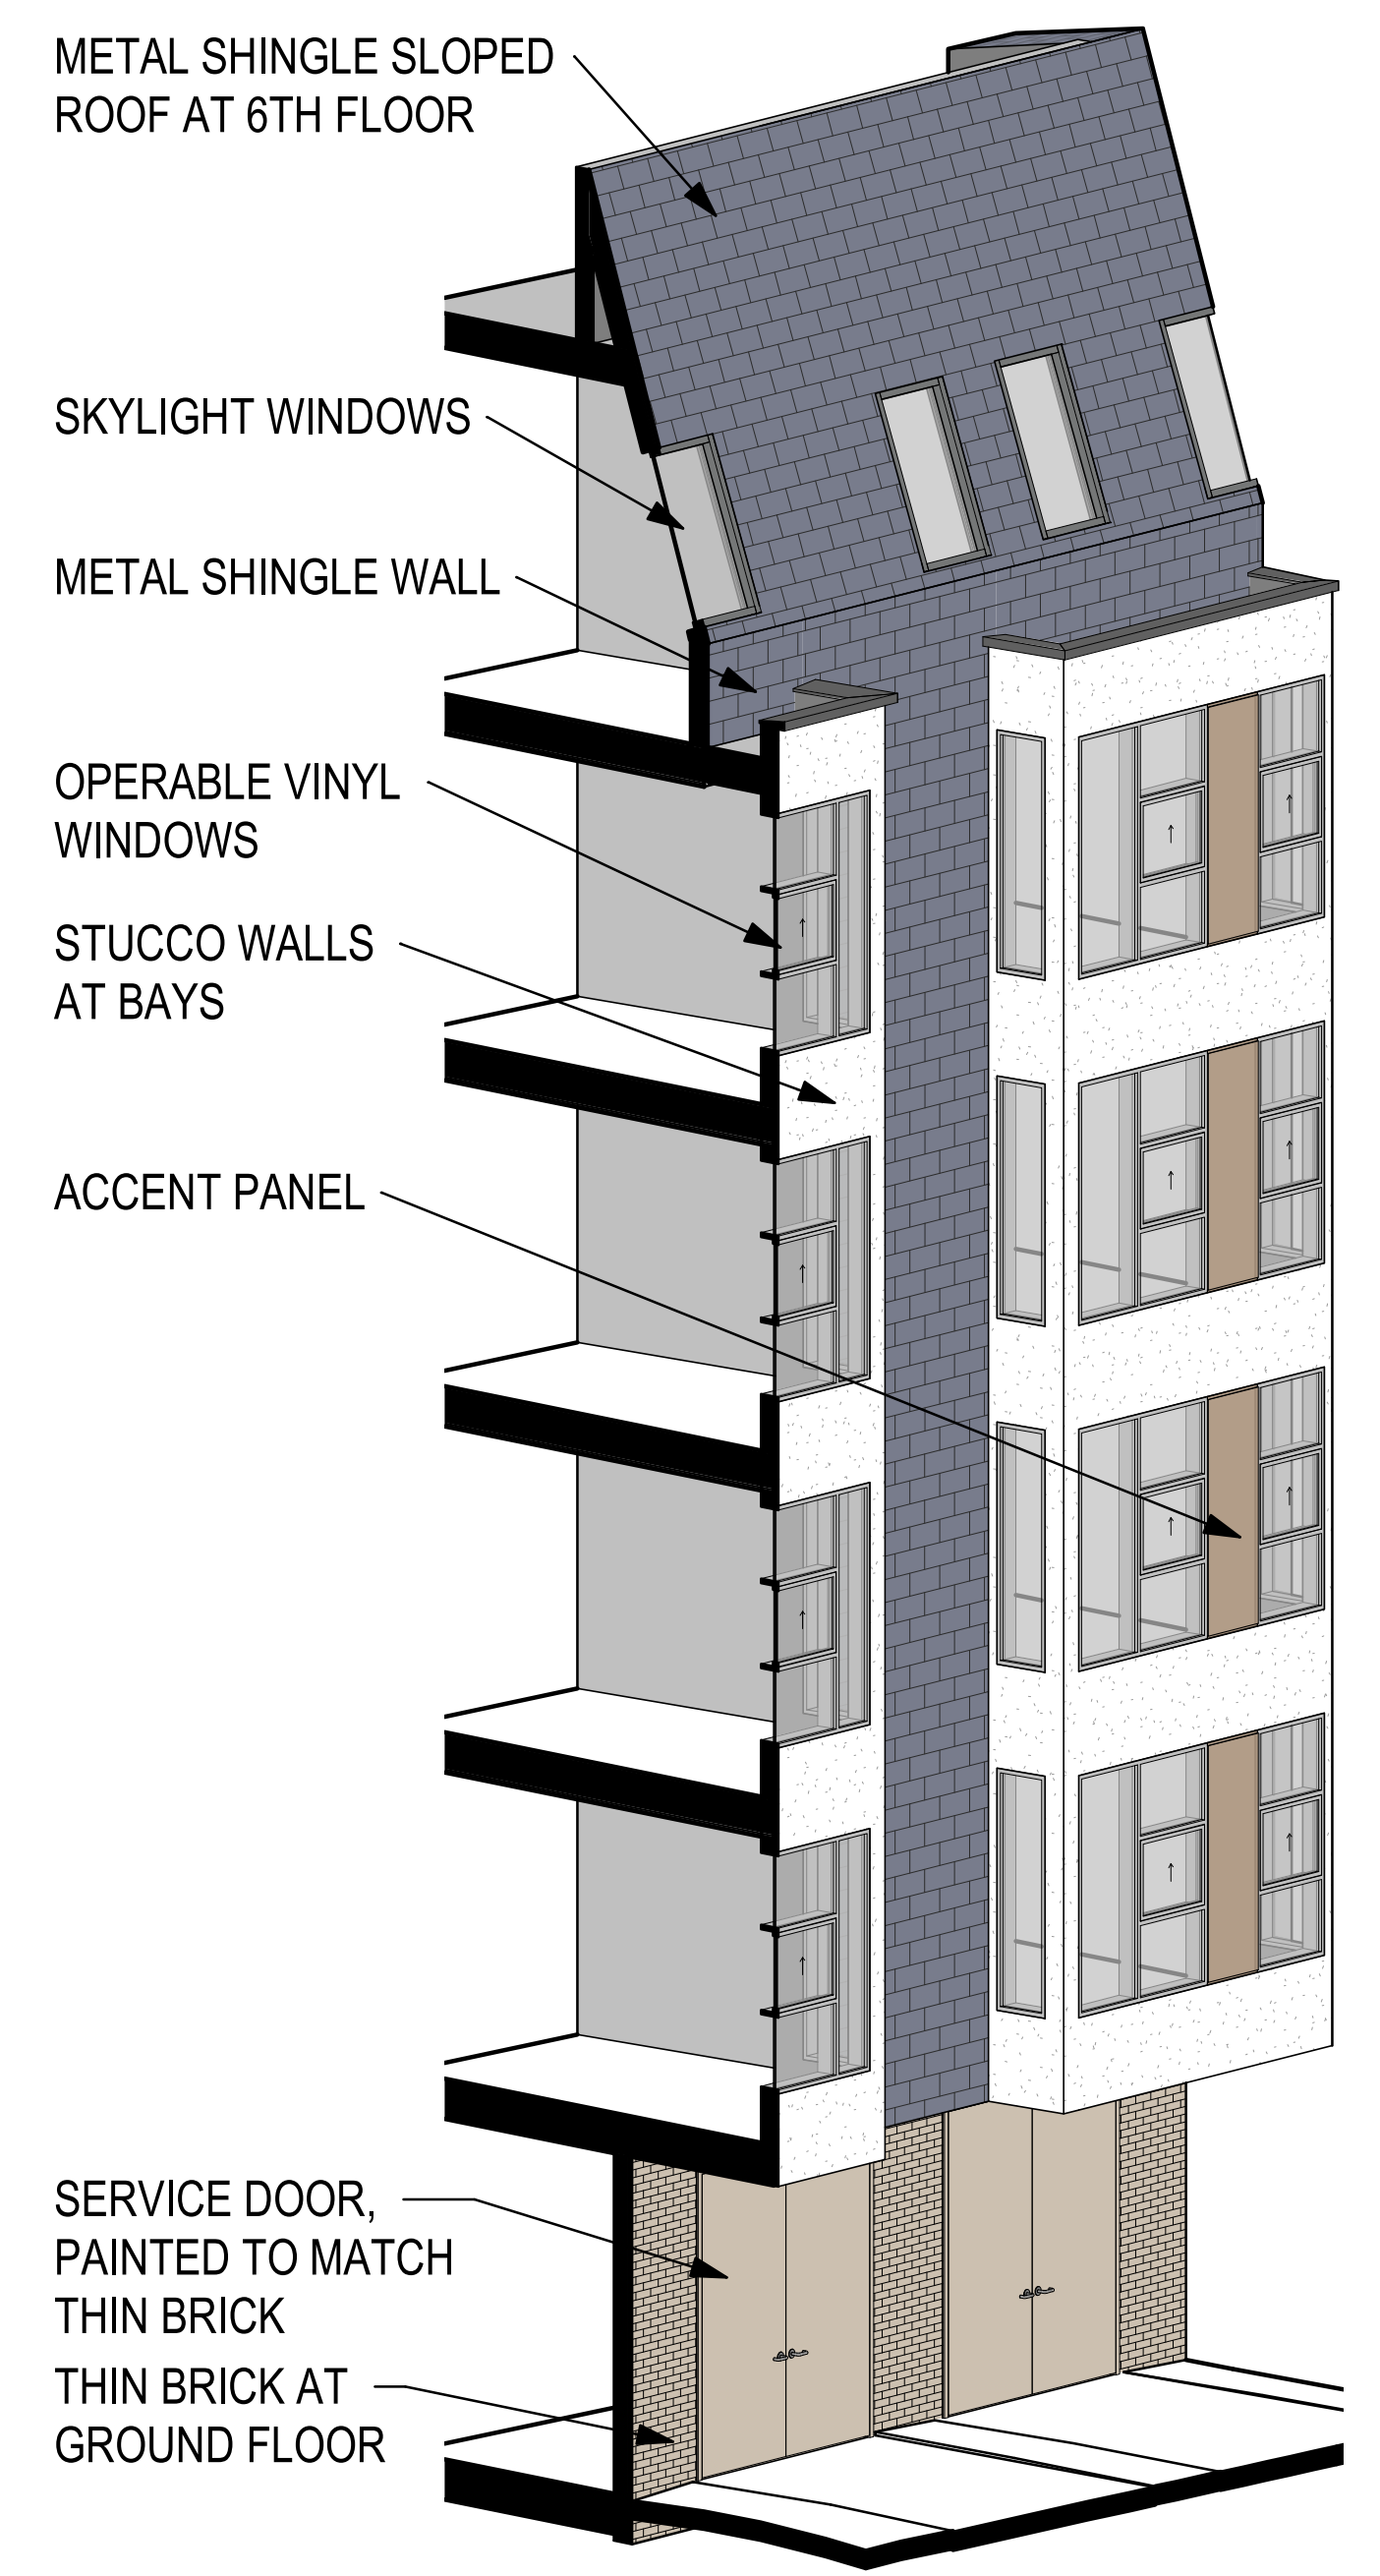 METAL SHINGLE SLOPED
ROOF AT 6TH FLOOR
SKYLIGHT WINDOWS
METAL SHINGLE WALL
OPERABLE VINYL
WINDOWS
STUCCO WALLS
AT BAYS
ACCENT PANEL
SERVICE DOOR,
PAINTED TO MATCH
THIN BRICK
THIN BRICK AT
GROUND FLOOR